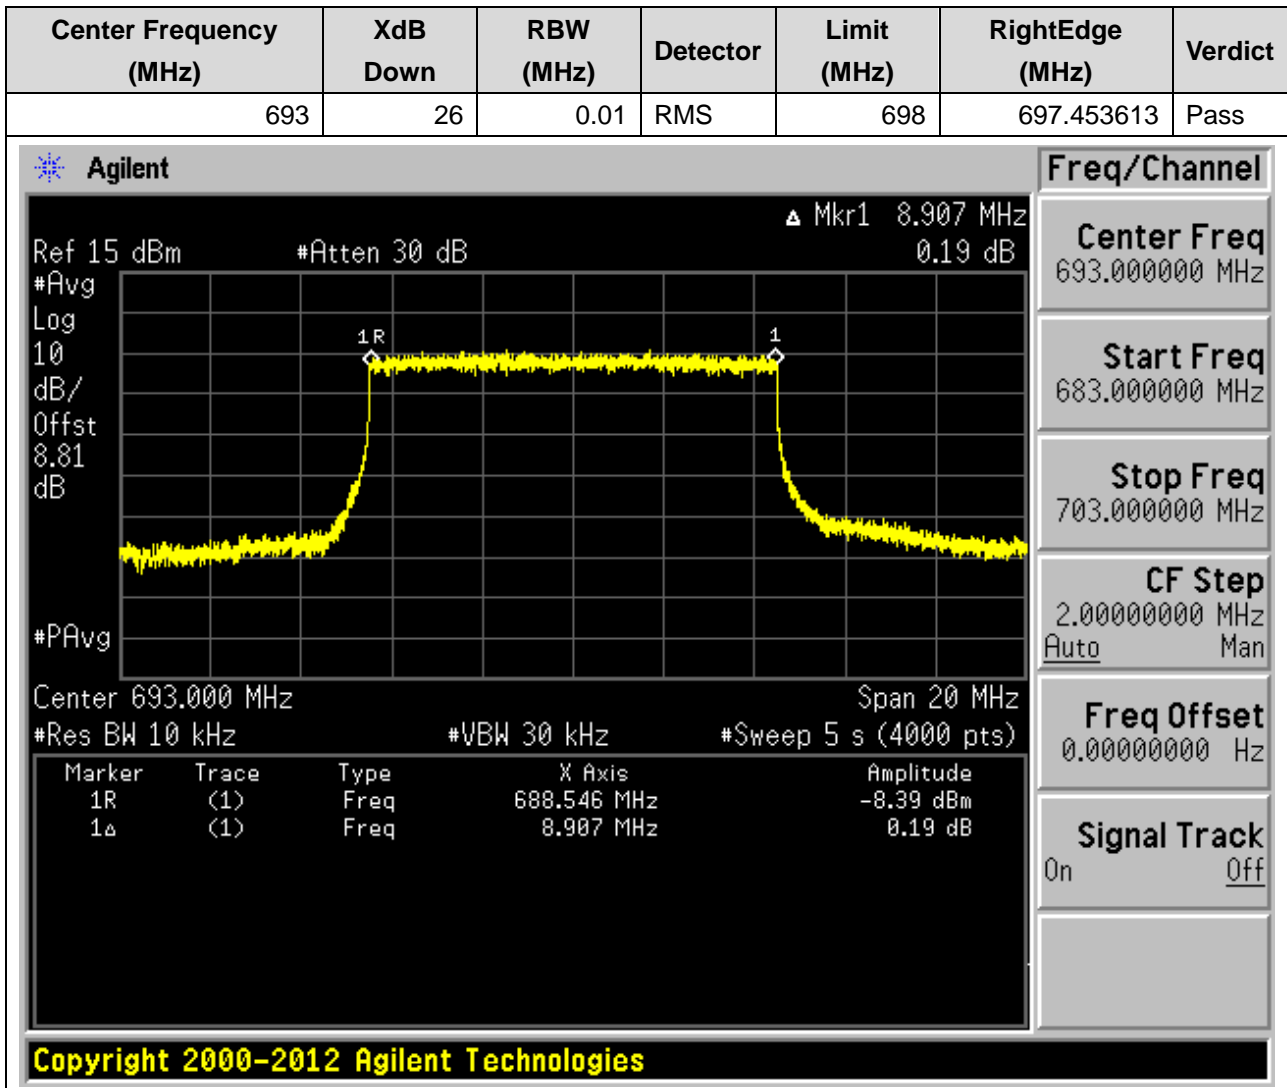 Center Frequency (MHz) XdB Down RBW (MHz) Detector Limit (MHz) RightEdge (MHz) Verdict
693 26 0.01 RMS 698 697.453613 Pass
Agilent
Freq/Channel
Δ Mkr1 8.907 MHz
Ref 15 dBm #Atten 30 dB 0.19 dB
#Avg
Log
10
dB/
Offst
8.81
dB
1R
1
#PAvg
Center 693.000 MHz Span 20 MHz
#Res BW 10 kHz #VBW 30 kHz #Sweep 5 s (4000 pts)
Marker Trace Type X Axis Amplitude
1R (1) Freq 688.546 MHz -8.39 dBm
1Δ (1) Freq 8.907 MHz 0.19 dB
Center Freq
693.000000 MHz
Start Freq
683.000000 MHz
Stop Freq
703.000000 MHz
CF Step
2.00000000 MHz
Auto Man
Freq Offset
0.00000000 Hz
Signal Track
On Off
Copyright 2000-2012 Agilent Technologies